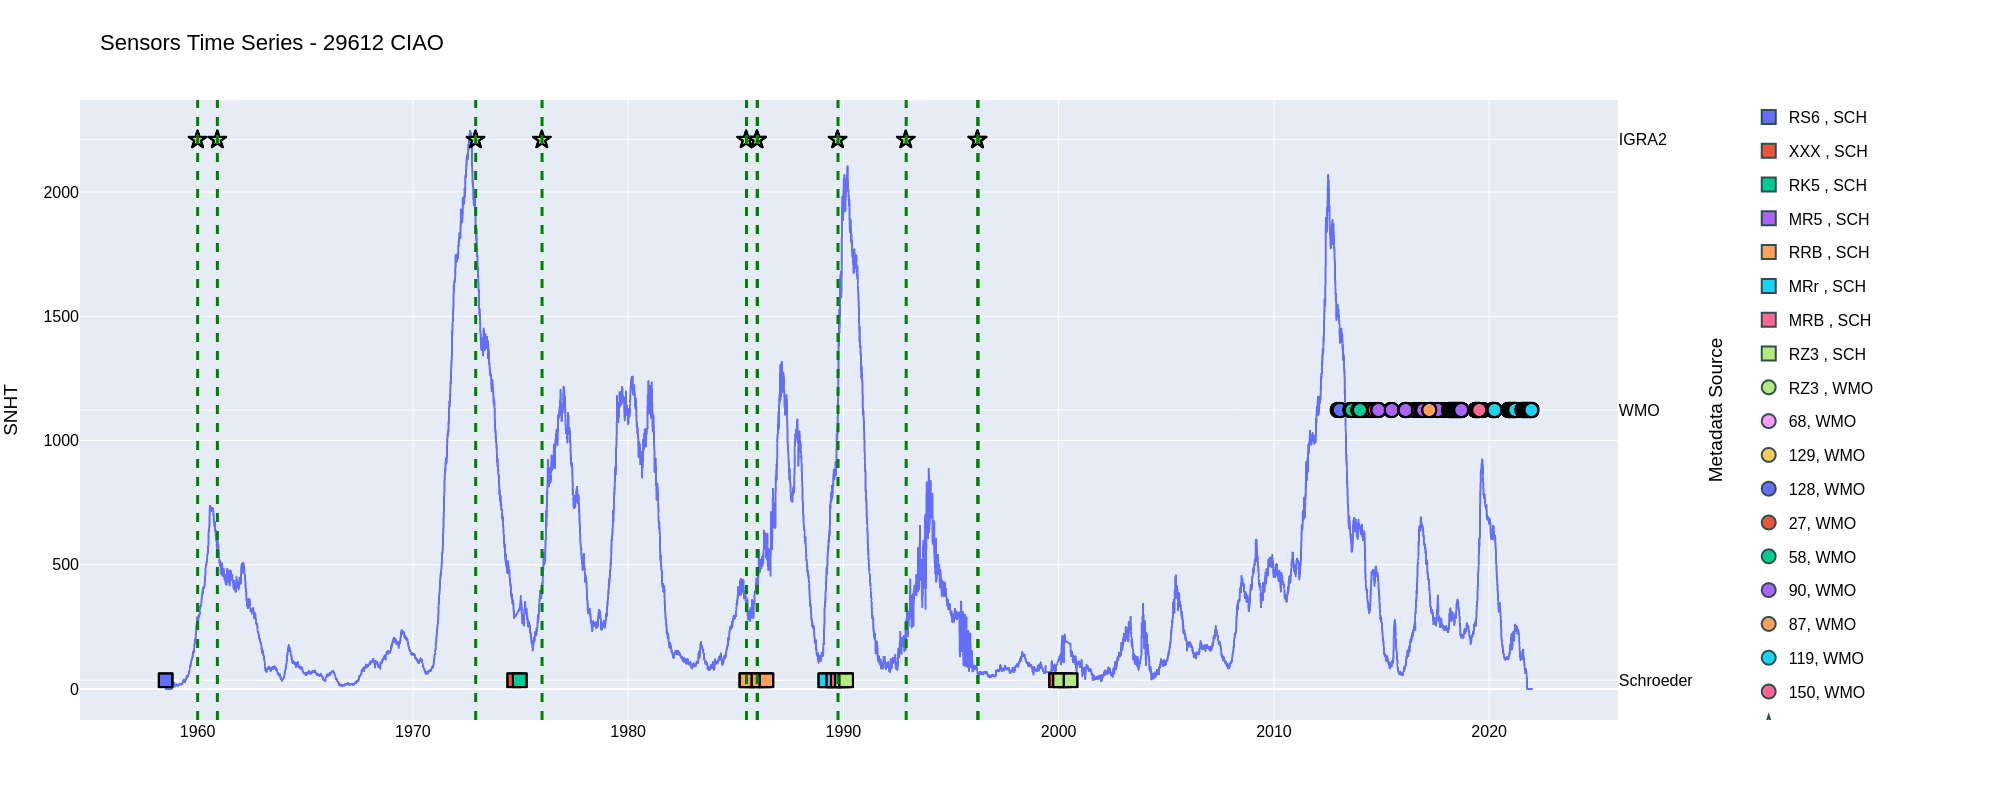 Sensors Time Series - 29612 CIAO
SNHT
2000
1500
1000
500
0
1960
1970
1980
1990
2000
2010
2020
IGRA2
WMO
Schroeder
Metadata Source
RS6 , SCH
XXX , SCH
RK5 , SCH
MR5 , SCH
RRB , SCH
MRr , SCH
MRB , SCH
RZ3 , SCH
RZ3 , WMO
68, WMO
129, WMO
128, WMO
27, WMO
58, WMO
90, WMO
87, WMO
119, WMO
150, WMO